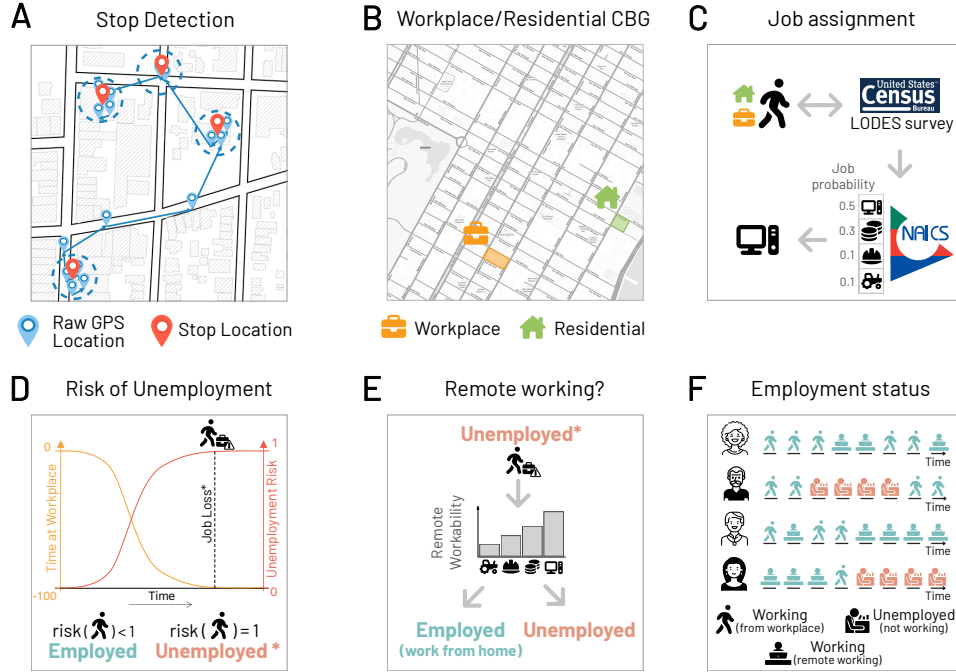 A Stop Detection
Raw GPS
Location
Stop Location
B Workplace/Residential CBG
Workplace
Residential
C Job assignment
United States
Census
Bureau
LODES survey
Job
probability
0.5
0.3
0.1
0.1
NAICS
D Risk of Unemployment
0
-100
Time at Workplace
Job Loss*
1
0
Unemployment Risk
Time
risk( )<1
Employed
risk( )=1
Unemployed *
E Remote working?
Unemployed*
Remote
Workability
Employed
(work from home)
Unemployed
F Employment status
Time
Time
Time
Time
Working
(from workplace)
Unemployed
(not working)
Working
(remote working)